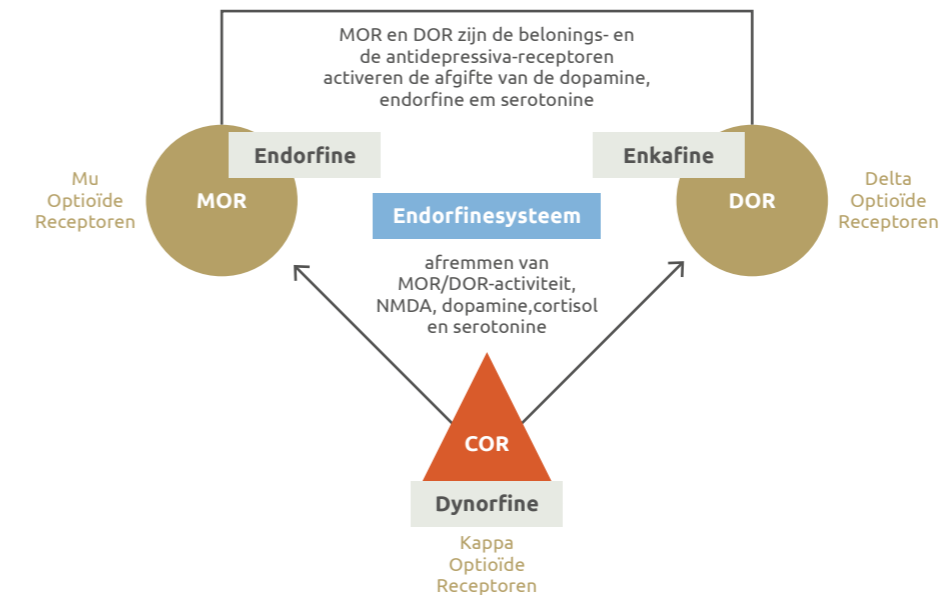 MOR en DOR zijn de belonings- en
de antidepressiva-receptoren
activeren de afgifte van de dopamine,
endorfine em serotonine
Endorfine
Enkafine
Mu
Optioïde
Receptoren
MOR
DOR
Delta
Optioïde
Receptoren
Endorfinesysteem
afremmen van
MOR/DOR-activiteit,
NMDA, dopamine,cortisol
en serotonine
COR
Dynorfine
Kappa
Optioïde
Receptoren